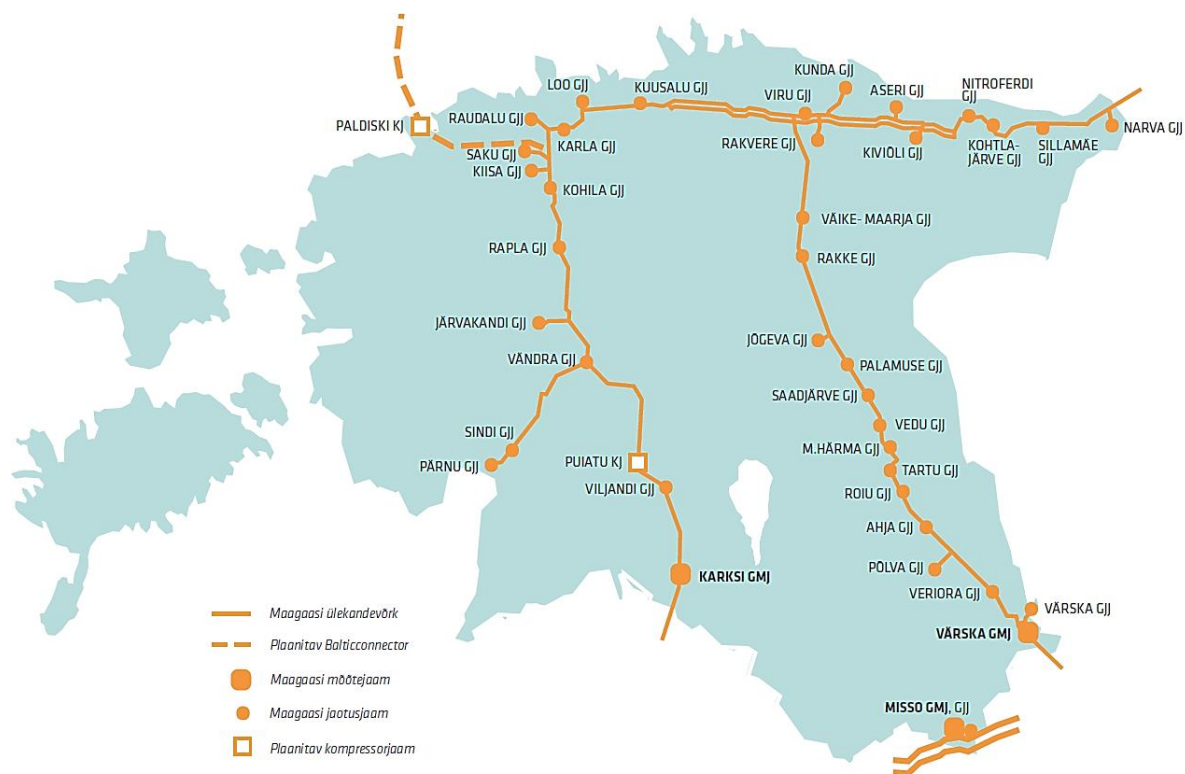 KUNDA GJJ
NITROFERDI
GJJ
LOO GJJ
KUUSALU GJJ
VIRU GJJ
ASERI GJJ
PALDISKI KJ
RAUDALU GJJ
KARLA GJJ
RAKVERE GJJ
KIVIÕLI GJJ
KOHTLA-
JÄRVE GJJ
SILLAMÄE
GJJ
NARVA GJJ
SAKU GJJ
KIISA GJJ
KOHILA GJJ
VÄIKE- MAARJA GJJ
RAPLA GJJ
RAKKE GJJ
JÄRVAKANDI GJJ
JÕGEVA GJJ
VÄNDRA GJJ
PALAMUSE GJJ
SAADJÄRVE GJJ
VEDU GJJ
SINDI GJJ
M.HÄRMA GJJ
PÄRNU GJJ
PUIATU KJ
TARTU GJJ
VILJANDI GJJ
ROIU GJJ
AHJA GJJ
PÕLVA GJJ
KARKSI GMJ
VERIORA GJJ
VÄRSKA GJJ
VÄRSKA GMJ
MISSO GMJ, GJJ
Maagaasi ülekandevõrk
Plaanitav Balticconnector
Maagaasi mõõtejaam
Maagaasi jaotusjaam
Plaanitav kompressorjaam